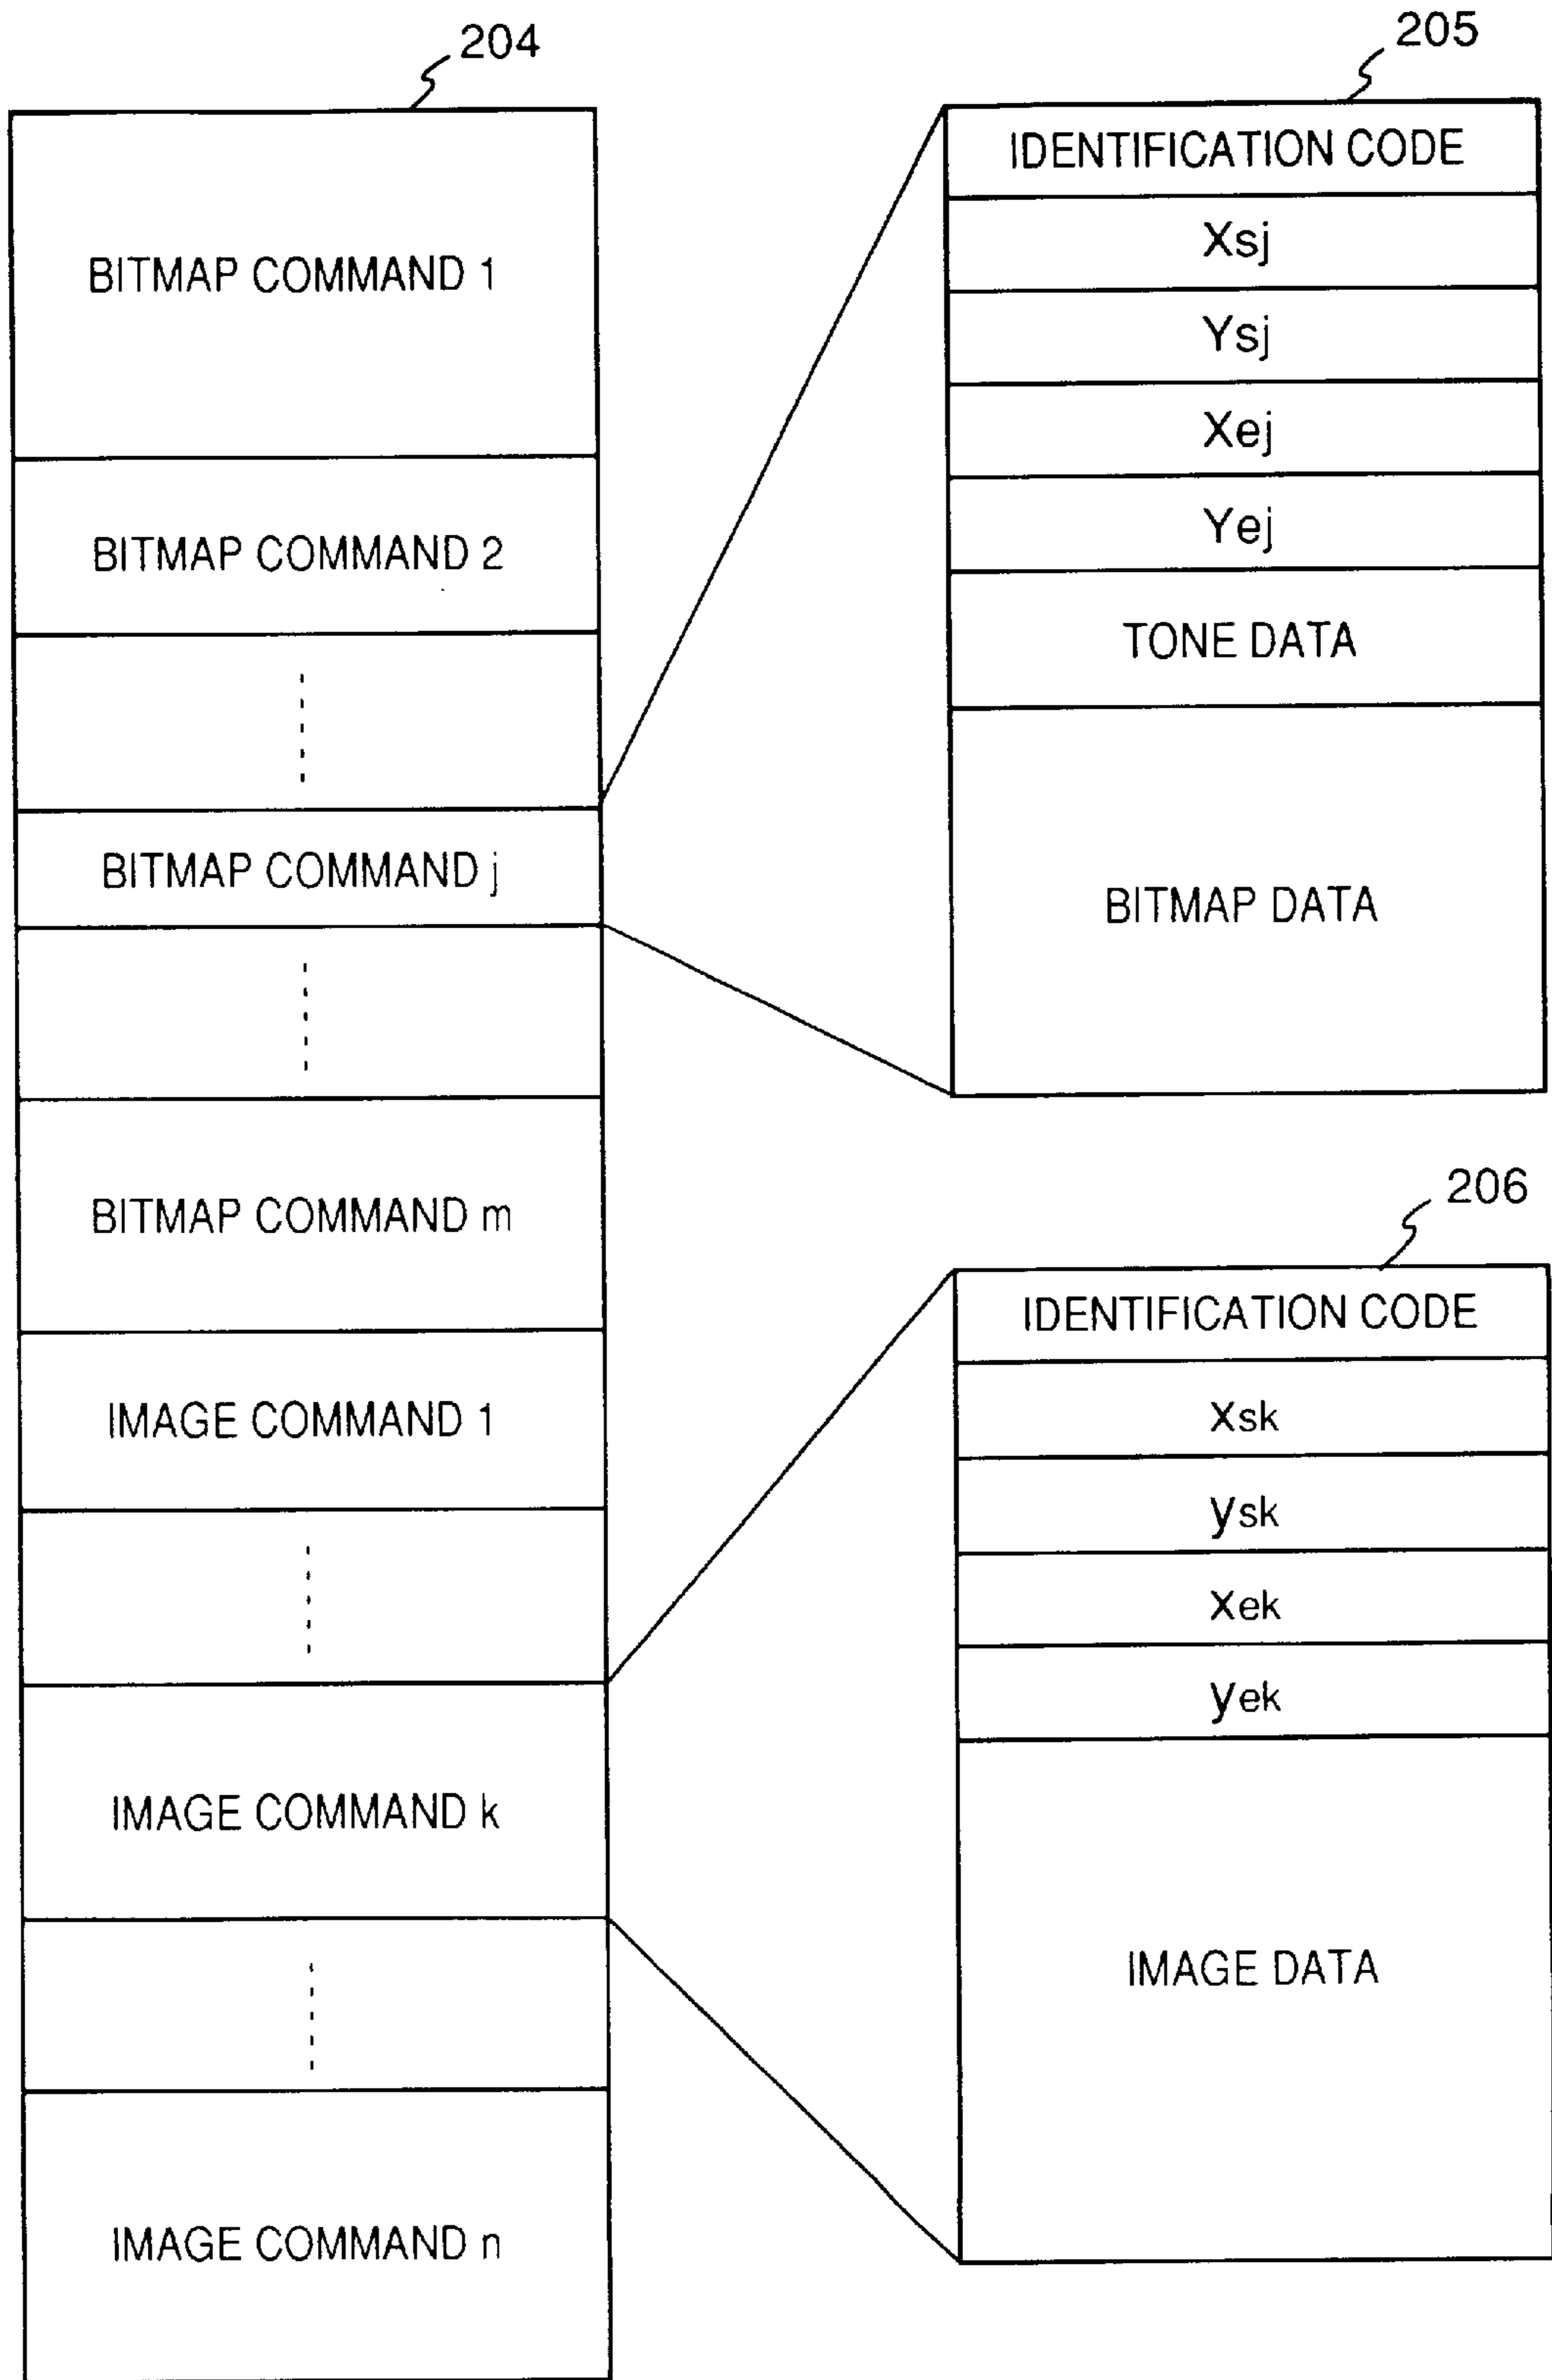 204
BITMAP COMMAND 1
BITMAP COMMAND 2
BITMAP COMMAND j
BITMAP COMMAND m
IMAGE COMMAND 1
IMAGE COMMAND k
IMAGE COMMAND n
205
IDENTIFICATION CODE
Xsj
Ysj
Xej
Yej
TONE DATA
BITMAP DATA
206
IDENTIFICATION CODE
xsk
ysk
xek
yek
IMAGE DATA